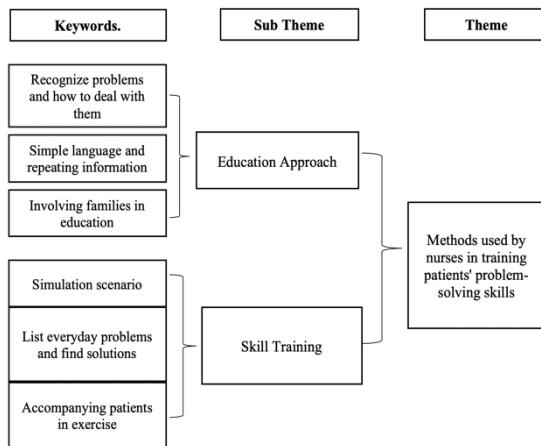 Keywords.
Sub Theme
Theme
Recognize problems
and how to deal with
them
Simple language and
repeating information
Involving families in
education
Education Approach
Simulation scenario
List everyday problems
and find solutions
Accompanying patients
in exercise
Skill Training
Methods used by
nurses in training
patients' problem-
solving skills